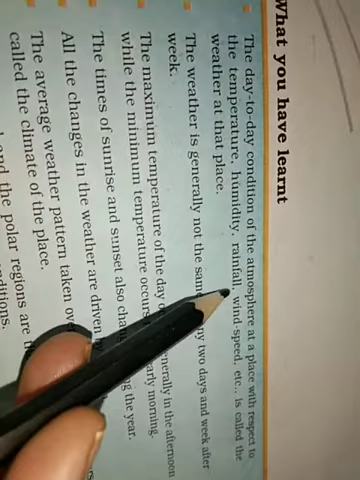 What you have learnt
The day-to-day condition of the atmosphere at a place with respect to
the temperature, humidity, rainfall, wind-speed, etc., is called the
weather at that place.
The weather is generally not the two days and week after
week.
The maximum temperature of the day generally in the afternoon
while the minimum temperature occurs early morning.
The times of sunrise and sunset also the year.
All the changes in the weather are driven
The average weather pattern taken
called the climate of the place.
and the polar regions are